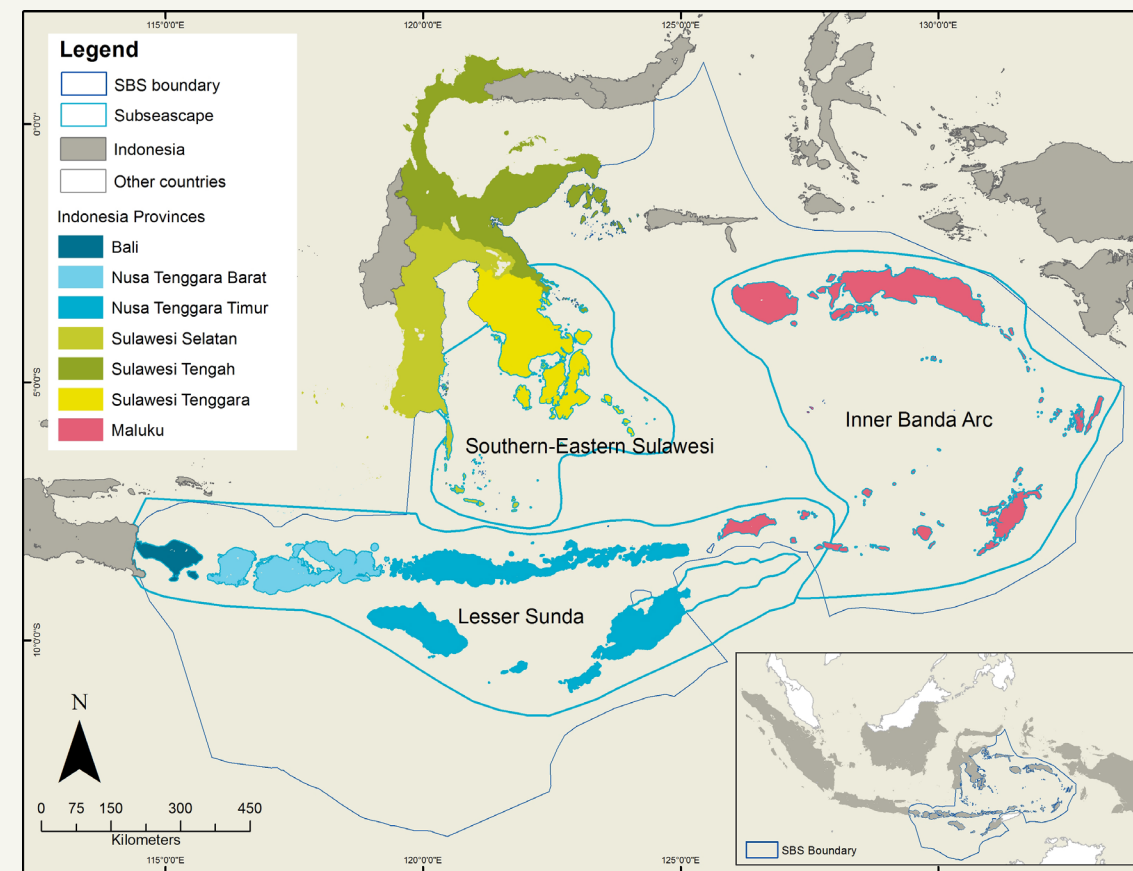 115°0'0"E
120°0'0"E
125°0'0"E
130°0'0"E
Legend
SBS boundary
Subseascape
Indonesia
Other countries
Indonesia Provinces
Bali
Nusa Tenggara Barat
Nusa Tenggara Timur
Sulawesi Selatan
Sulawesi Tengah
Sulawesi Tenggara
Maluku
0°0'0"
5°0'0"S
10°0'0"S
Inner Banda Arc
Southern-Eastern Sulawesi
Lesser Sunda
N
0 75 150 300 450
Kilometers
SBS Boundary
115°0'0"E
120°0'0"E
125°0'0"E
130°0'0"E